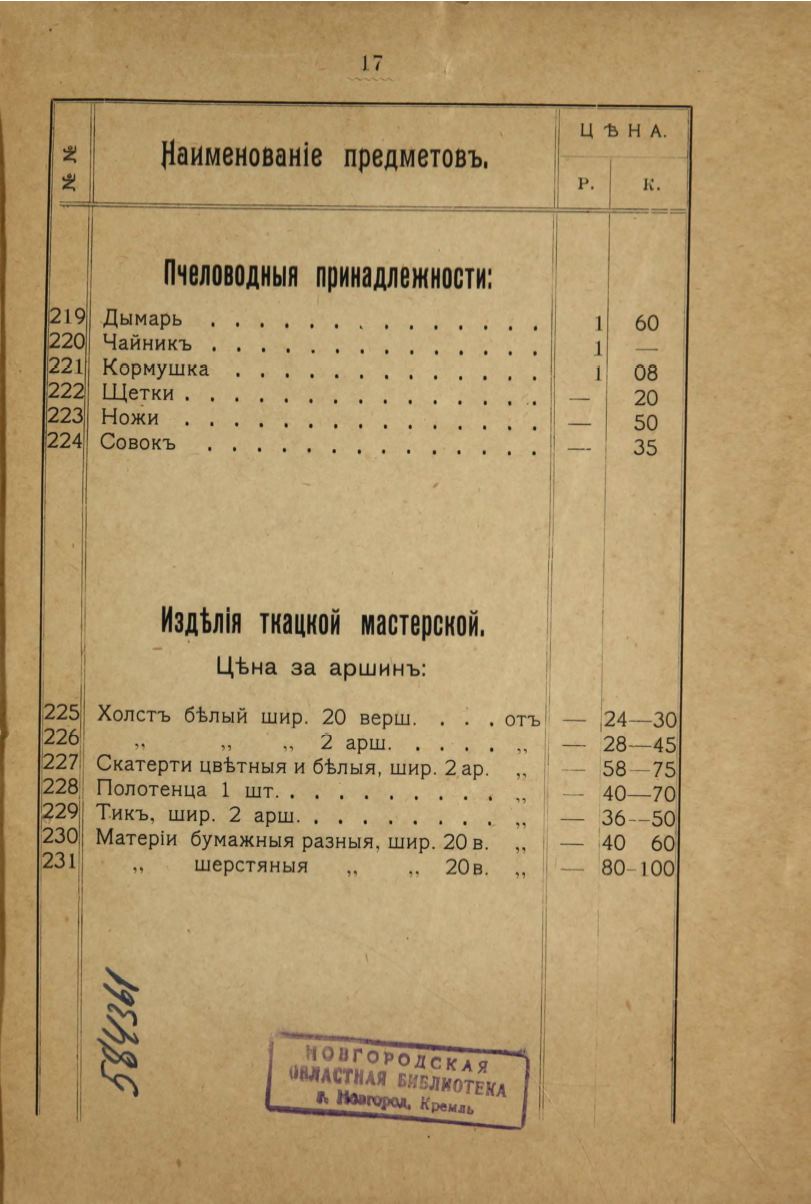 17
№ № Наименованіе предметовъ. ЦѢНА.
Р. К.
Пчеловодныя принадлежности:
219 Дымарь . . . . . . . . . . . . . . 1 60
220 Чайникъ . . . . . . . . . . . . . . 1 —
221 Кормушка . . . . . . . . . . . . . 1 08
222 Щетки . . . . . . . . . . . . . . . — 20
223 Ножи . . . . . . . . . . . . . . . — 50
224 Совокъ . . . . . . . . . . . . . . — 35
Издѣлія ткацкой мастерской.
Цѣна за аршинъ:
225 Холстъ бѣлый шир. 20 верш. . . . отъ — 24—30
226 „ „ „ 2 арш. . . . . . „ — 28—45
227 Скатерти цвѣтныя и бѣлыя, шир. 2 ар. „ — 58—75
228 Полотенца 1 шт. . . . . . . . . . „ — 40—70
229 Тикъ, шир. 2 арш. . . . . . . . . „ — 36--50
230 Матеріи бумажныя разныя, шир. 20 в. „ — 40 60
231 „ шерстяныя „ „ 20 в. „ — 80-100
НОВГОРОДСКАЯ
ОБЛАСТНАЯ БИБЛИОТЕКА
г. Новгород, Кремль